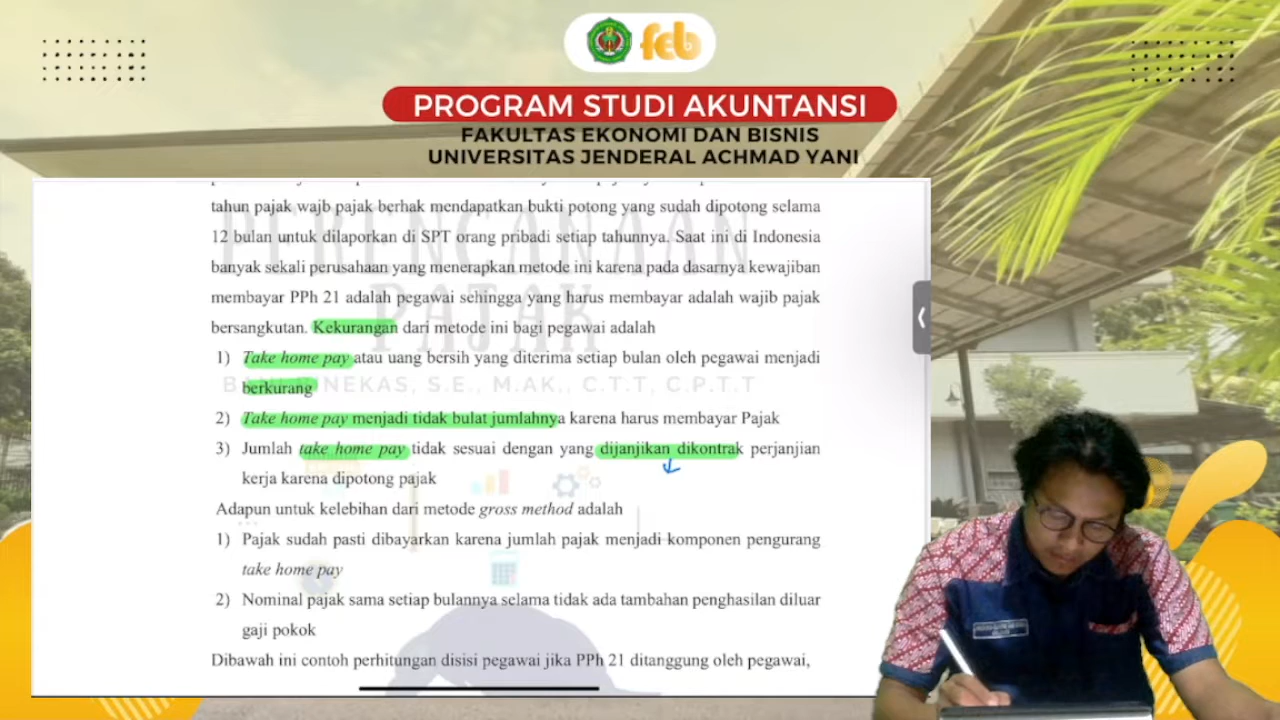 feb
PROGRAM STUDI AKUNTANSI
FAKULTAS EKONOMI DAN BISNIS
UNIVERSITAS JENDERAL ACHMAD YANI
tahun pajak wajb pajak berhak mendapatkan bukti potong yang sudah dipotong selama
12 bulan untuk dilaporkan di SPT orang pribadi setiap tahunnya. Saat ini di Indonesia
banyak sekali perusahaan yang menerapkan metode ini karena pada dasarnya kewajiban
membayar PPh 21 adalah pegawai sehingga yang harus membayar adalah wajib pajak
bersangkutan. Kekurangan dari metode ini bagi pegawai adalah
1) Take home pay atau uang bersih yang diterima setiap bulan oleh pegawai menjadi
berkurang
2) Take home pay menjadi tidak bulat jumlahnya karena harus membayar Pajak
3) Jumlah take home pay tidak sesuai dengan yang dijanjikan dikontrak perjanjian
kerja karena dipotong pajak
Adapun untuk kelebihan dari metode gross method adalah
1) Pajak sudah pasti dibayarkan karena jumlah pajak menjadi komponen pengurang
take home pay
2) Nominal pajak sama setiap bulannya selama tidak ada tambahan penghasilan diluar
gaji pokok
Dibawah ini contoh perhitungan disisi pegawai jika PPh 21 ditanggung oleh pegawai,
PERENCANAAN
PAJAK
NEKAS, S.E., M.AK., C.T.T, C.P.T.T